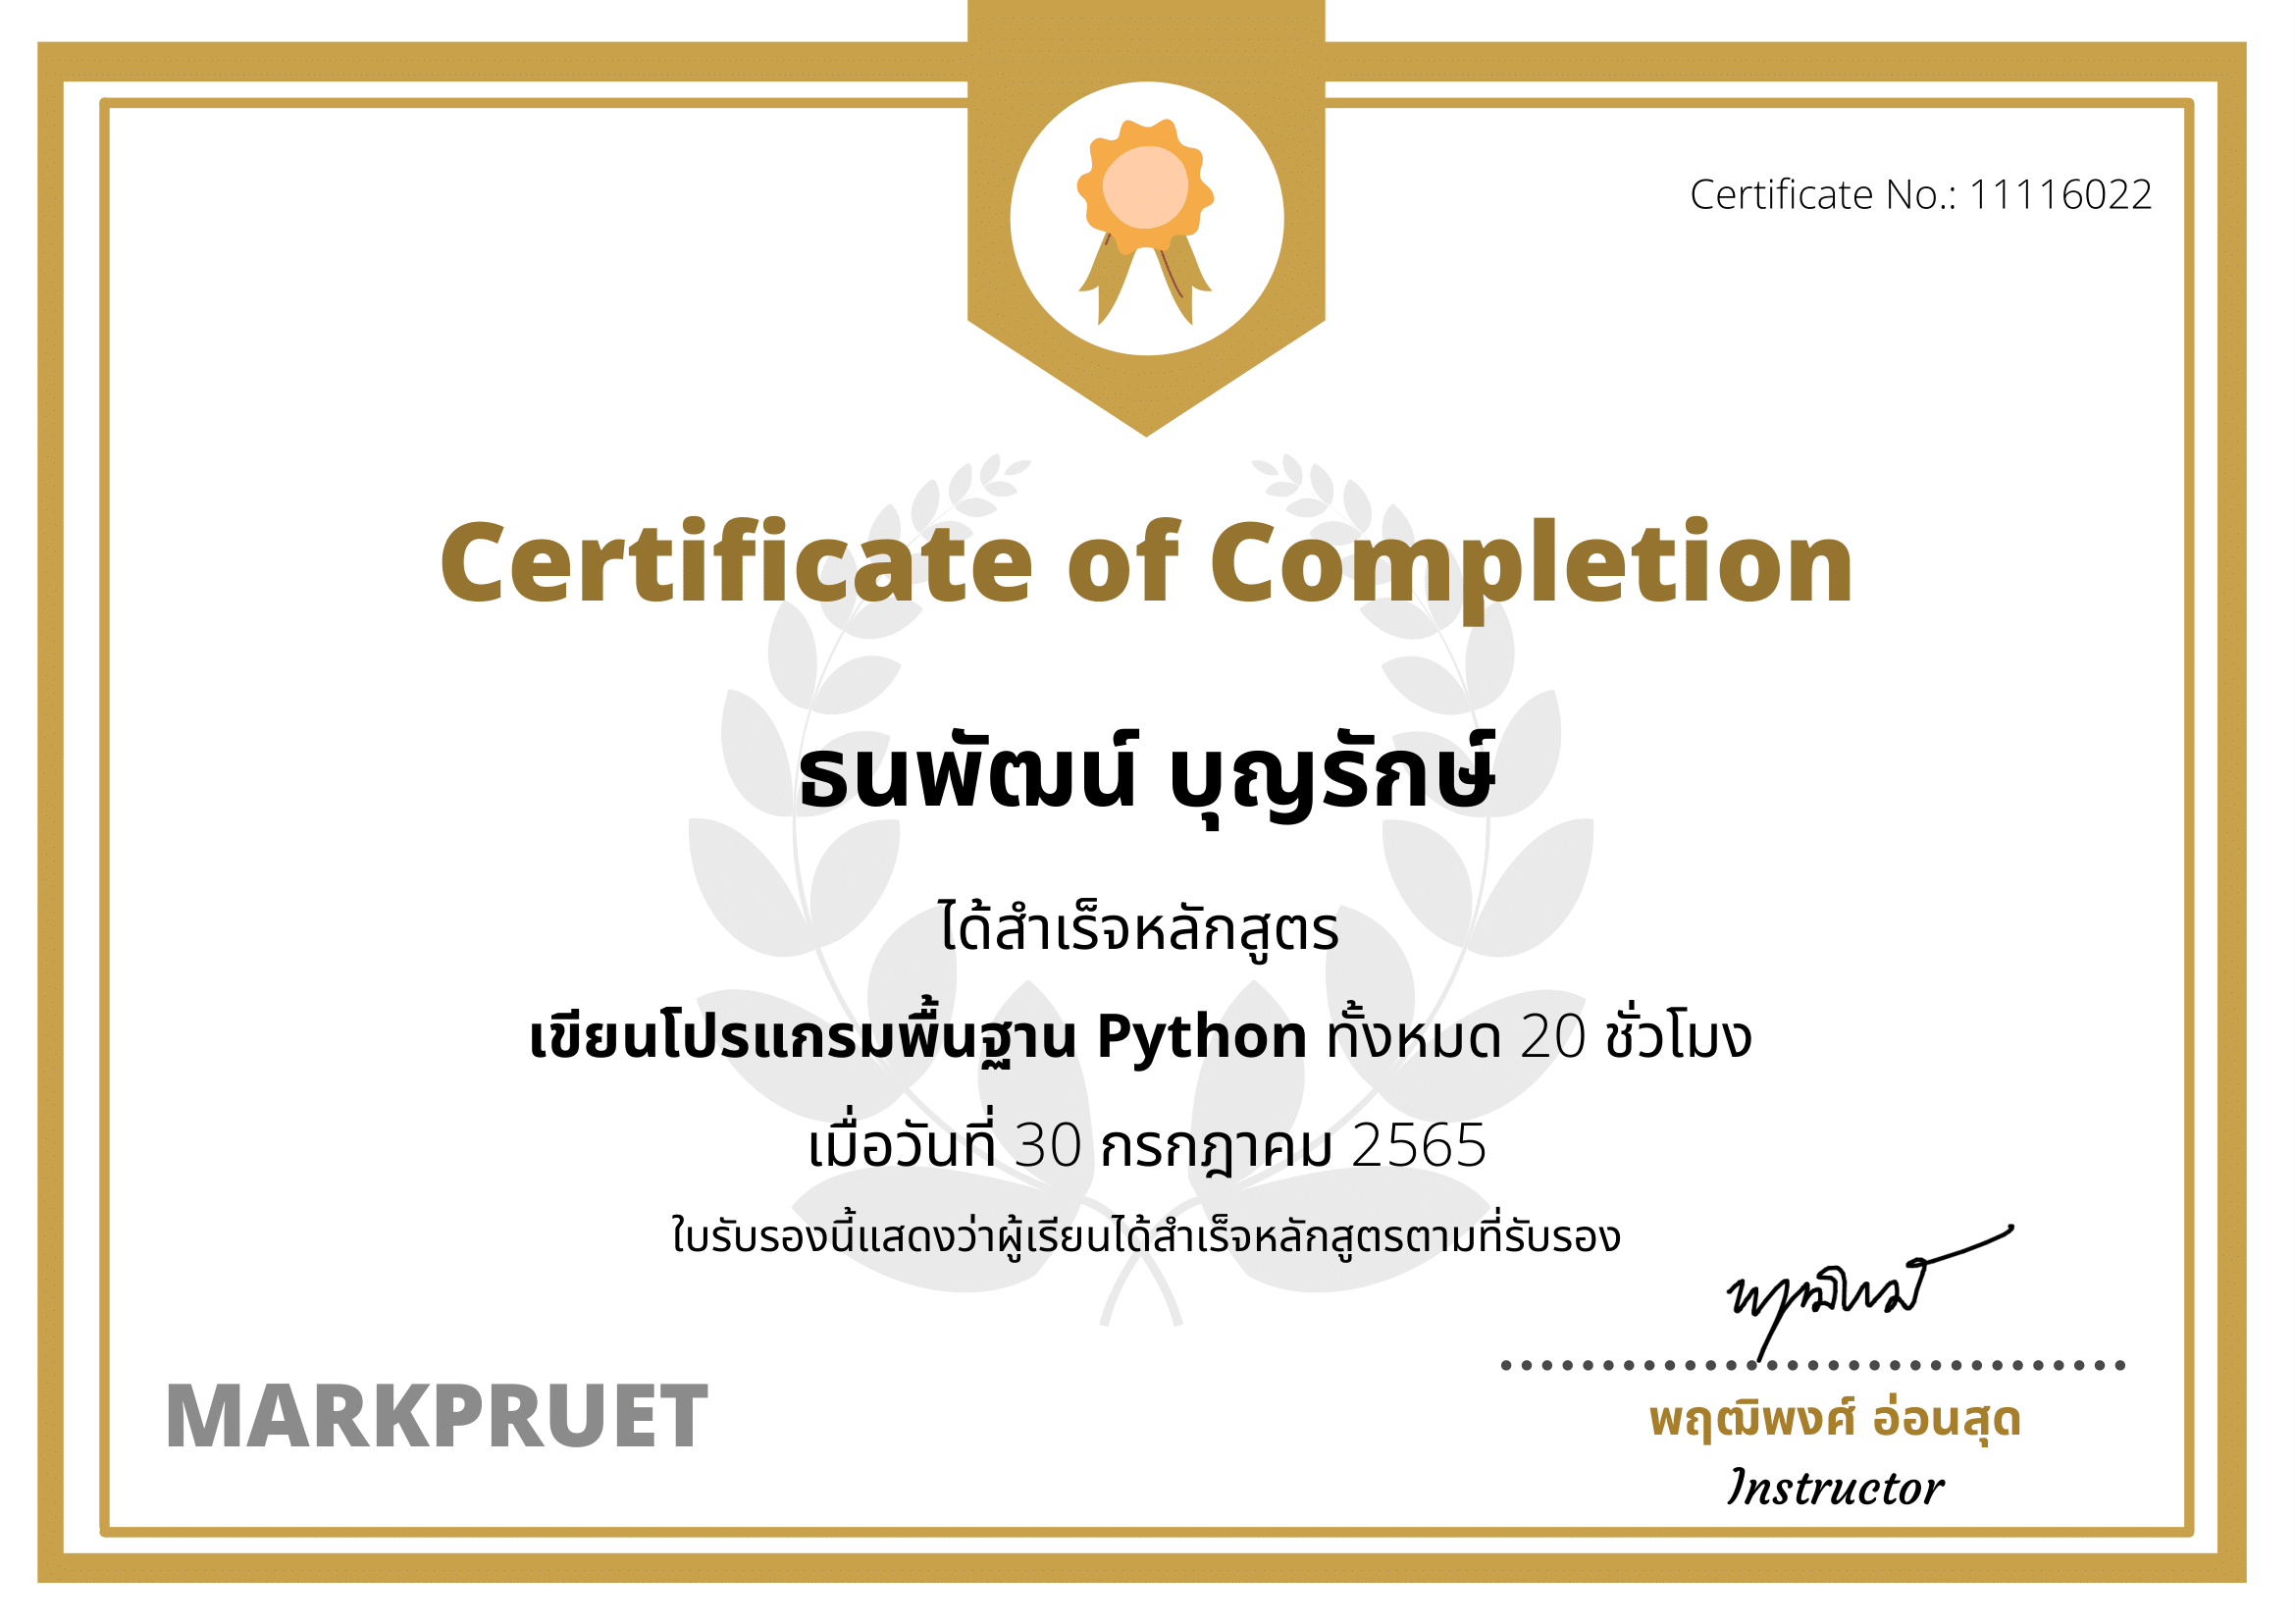 Certificate No.: 11116022
Certificate of Completion
ธนพัฒน์ บุญรักษ์
ได้สำเร็จหลักสูตร
เขียนโปรแกรมพื้นฐาน Python ทั้งหมด 20 ชั่วโมง
เมื่อวันที่ 30 กรกฎาคม 2565
ใบรับรองนี้แสดงว่าผู้เรียนได้สำเร็จหลักสูตรตามที่รับรอง
พฤฒิพงศ์
MARKPRUET
พฤฒิพงศ์ อ่อนสุด
Instructor